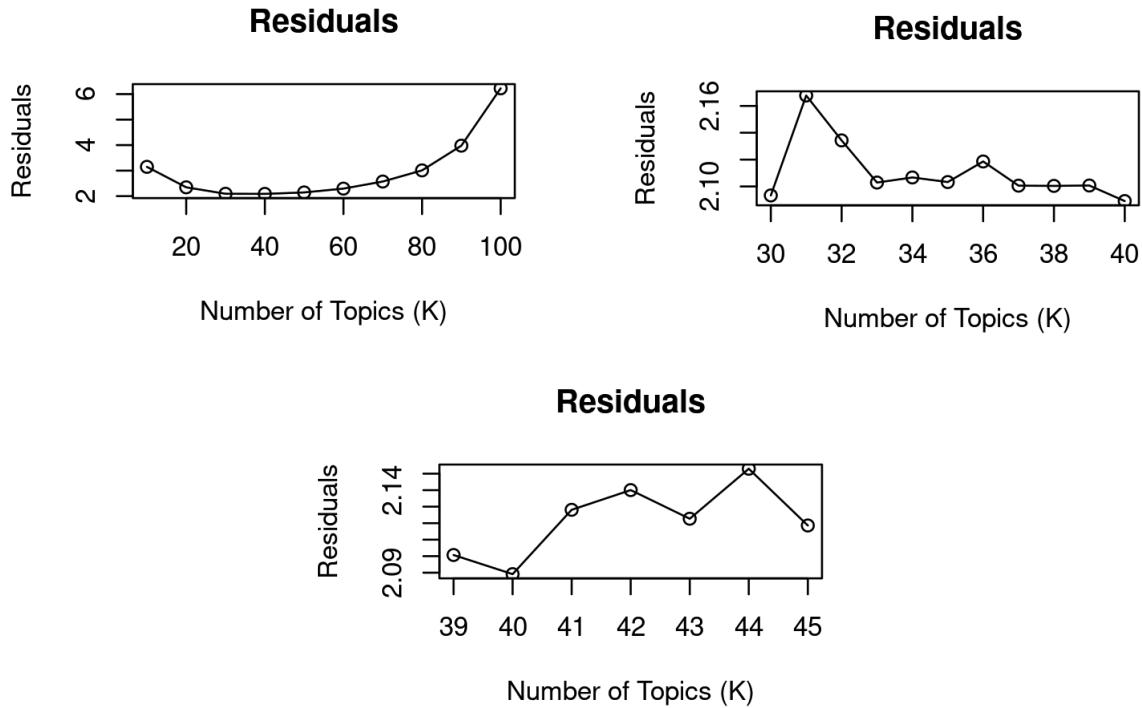 Residuals
Residuals
6
4
2
20 40 60 80 100
Number of Topics (K)
Residuals
Residuals
2.16
2.10
30 32 34 36 38 40
Number of Topics (K)
Residuals
Residuals
2.14
2.09
39 40 41 42 43 44 45
Number of Topics (K)